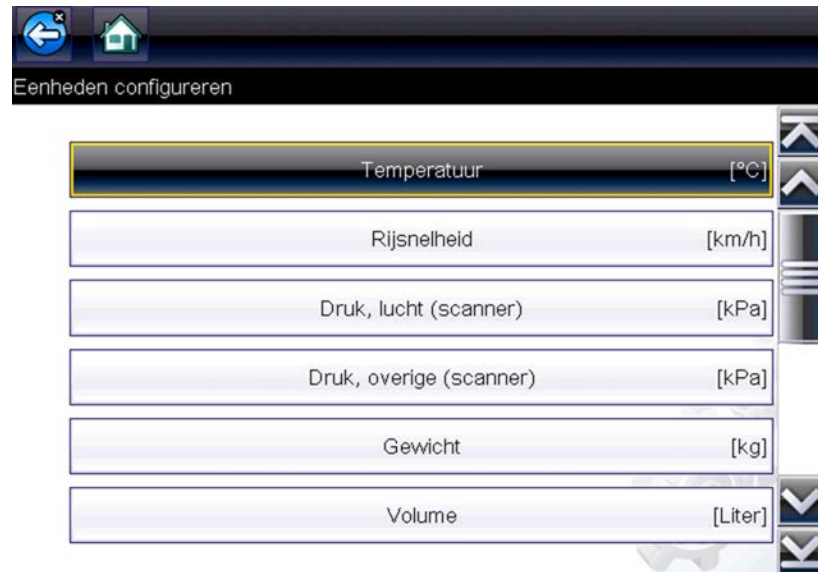 Eenheden configureren
Temperatuur [°C]
Rijsnelheid [km/h]
Druk, lucht (scanner) [kPa]
Druk, overige (scanner) [kPa]
Gewicht [kg]
Volume [Liter]